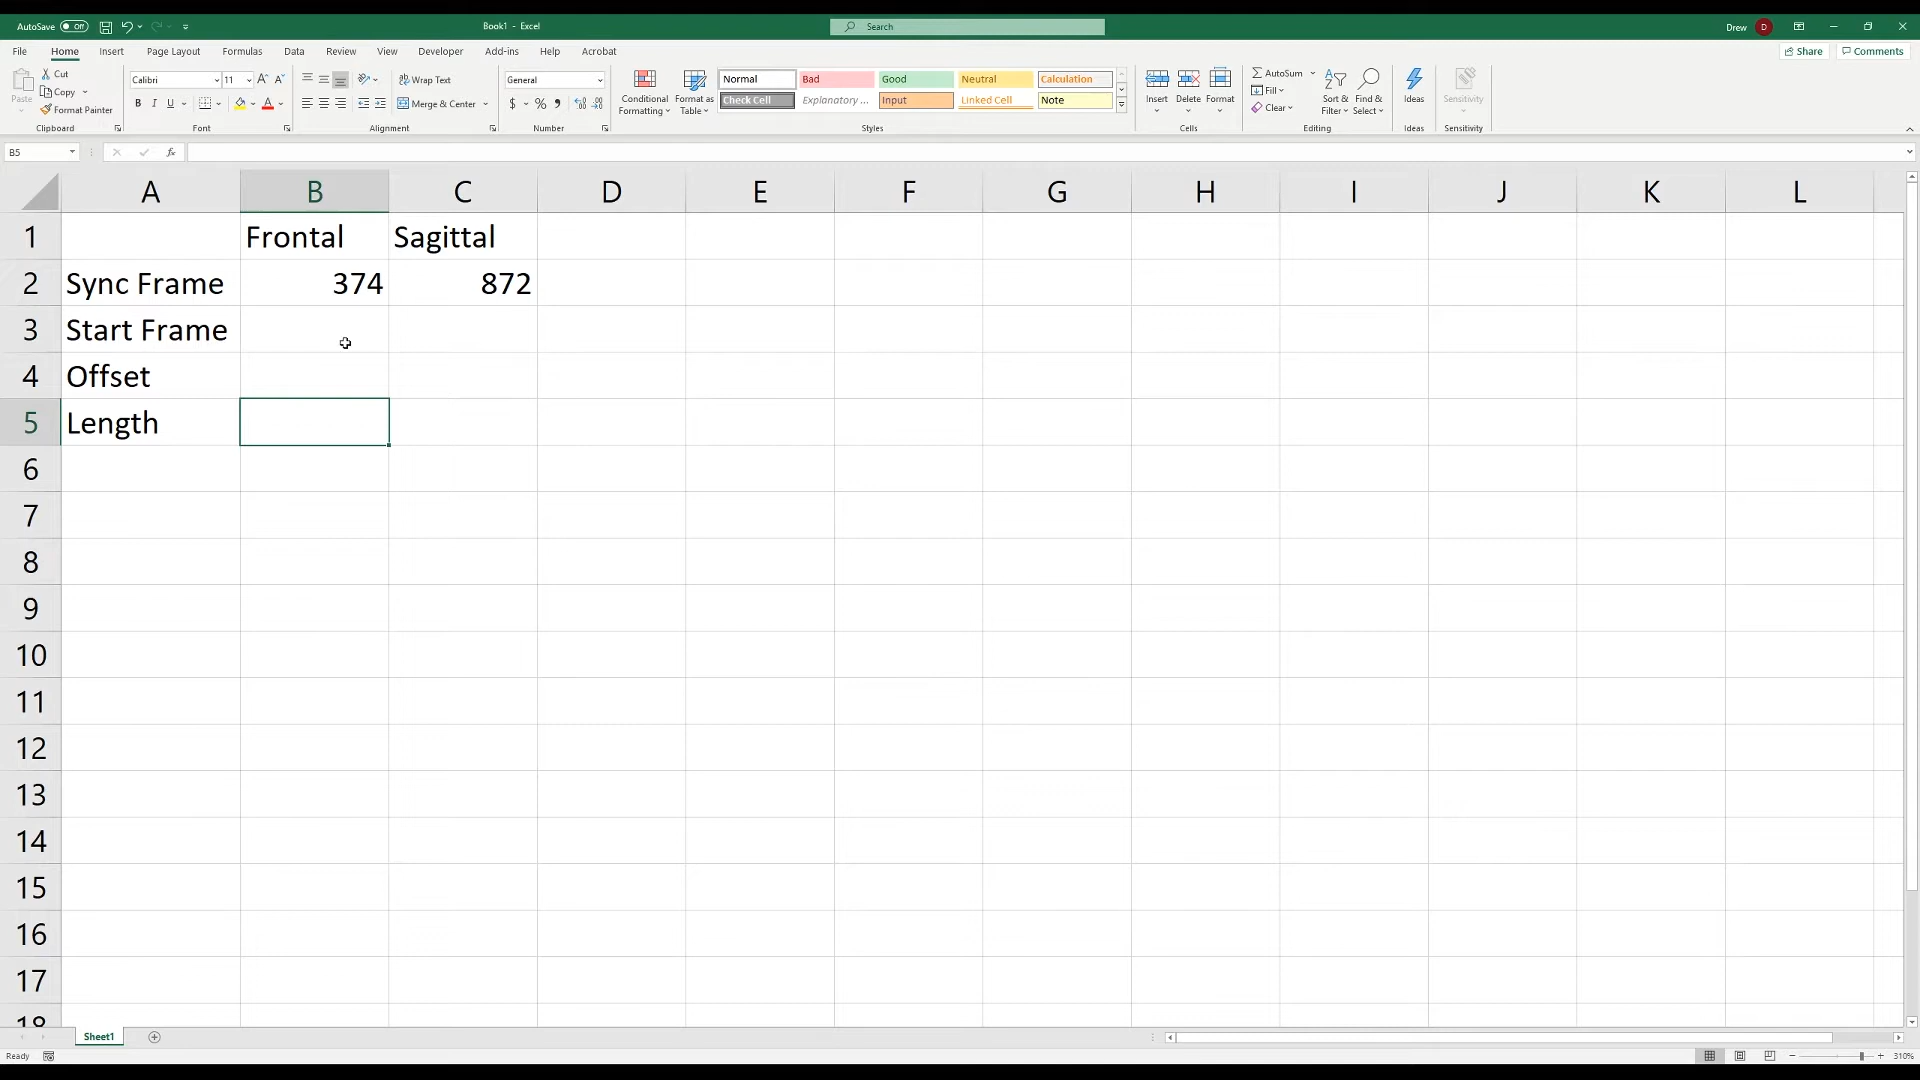 AutoSave Off Book1 - Excel Search Drew D
File Home Insert Page Layout Formulas Data Review View Developer Add-ins Help Acrobat Share Comments
Paste Cut Copy Format Painter Clipboard
Calibri 11 A A B I U A Font
Wrap Text Merge & Center Alignment
General $ % , Number
Conditional Formatting Format as Table Normal Bad Good Neutral Calculation
Check Cell Explanatory ... Input Linked Cell Note Styles
Insert Delete Format Cells
AutoSum Fill Clear Sort & Filter Find & Select Editing
Ideas Ideas
Sensitivity Sensitivity
B5 fx
A B C D E F G H I J K L
1 Frontal Sagittal
2 Sync Frame 374 872
3 Start Frame
4 Offset
5 Length
6
7
8
9
10
11
12
13
14
15
16
17
18
Sheet1
Ready 310%